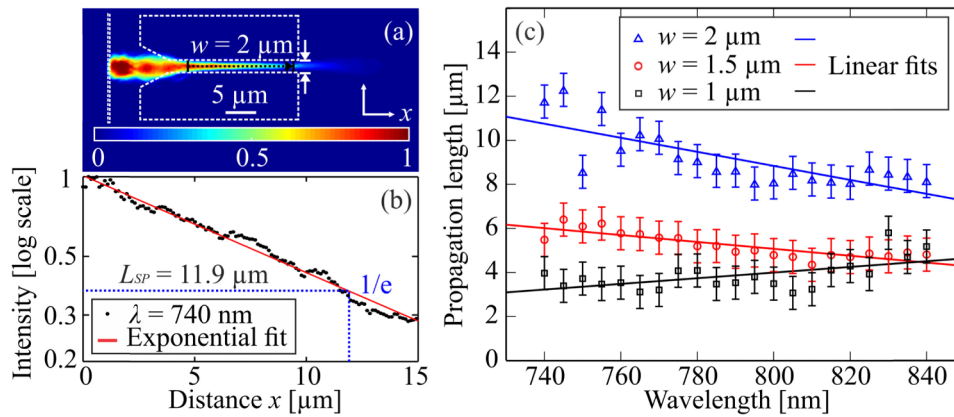 (a)
w = 2 µm
5 µm
x
0 0.5 1
Intensity [log scale]
1
0.5
0.3
0.2
(b)
L_SP = 11.9 µm
1/e
λ = 740 nm
Exponential fit
0 5 10 15
Distance x [µm]
(c)
Propagation length [µm]
16
14
12
10
8
6
4
2
0
w = 2 µm
w = 1.5 µm
w = 1 µm
Linear fits
740 760 780 800 820 840
Wavelength [nm]